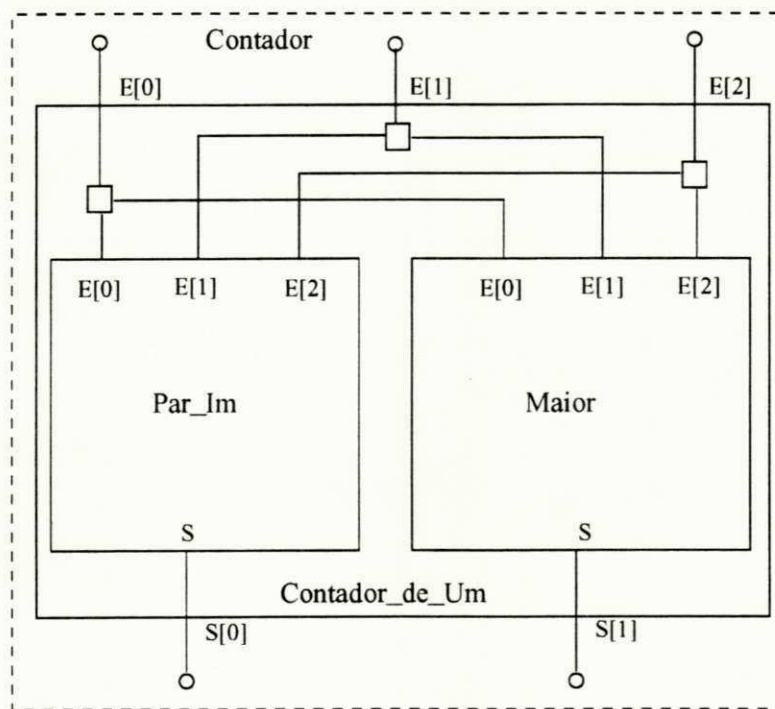 Contador
E[0] E[1] E[2]
E[0] E[1] E[2] E[0] E[1] E[2]
Par_Im Maior
S S
Contador_de_Um
S[0] S[1]